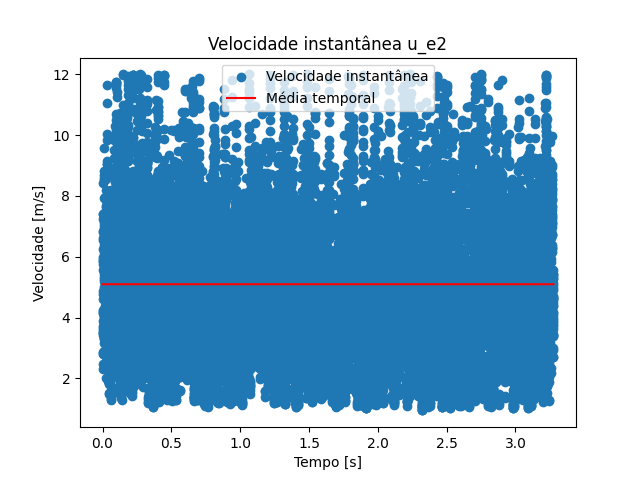 Velocidade instantânea u_e2
Velocidade instantânea
Média temporal
12
10
8
6
4
2
Velocidade [m/s]
0.0 0.5 1.0 1.5 2.0 2.5 3.0
Tempo [s]